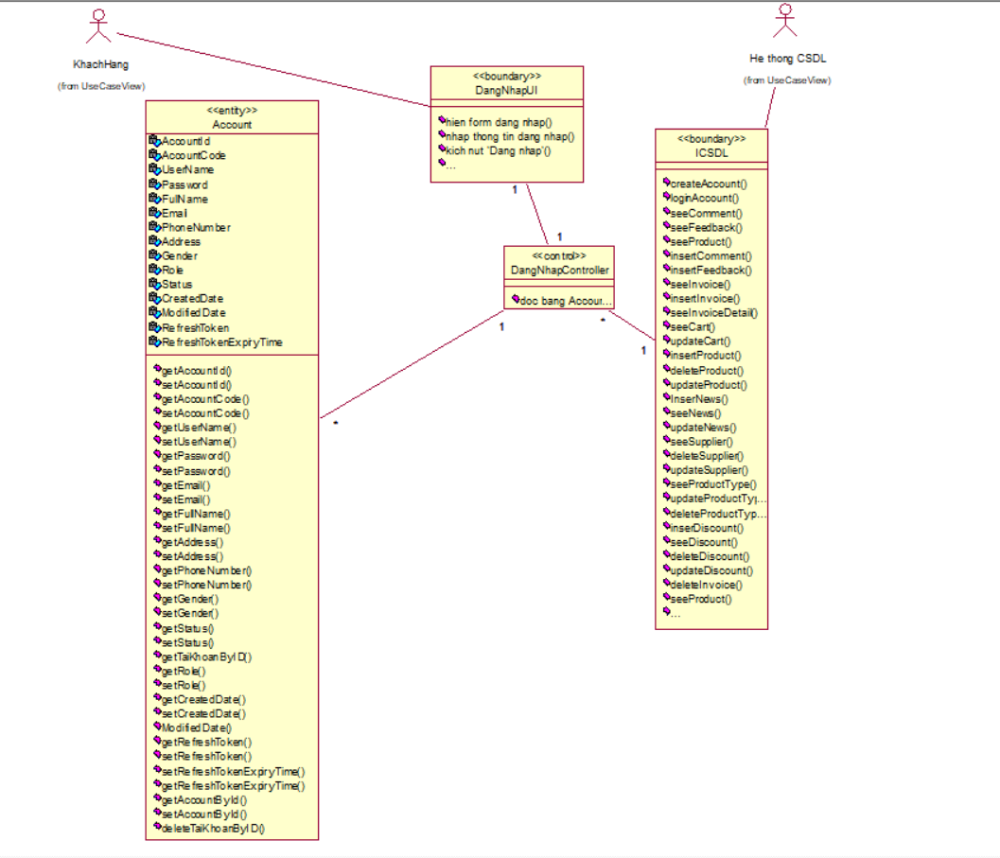 KhachHang
(from UseCaseView)
He thong CSDL
(from UseCaseView)
<<boundary>>
DangNhapUI
hien form dang nhap()
nhap thong tin dang nhap()
kich nut 'Dang nhap'()
...
1
1
<<control>>
DangNhapController
doc bang Accour...
1
*
*
1
<<entity>>
Account
AccountId
AccountCode
UserName
Password
FullName
Email
PhoneNumber
Address
Gender
Role
Status
CreatedDate
ModifiedDate
RefreshToken
RefreshTokenExpiryTime
getAccountId()
setAccountId()
getAccountCode()
setAccountCode()
getUserName()
setUserName()
getPassword()
setPassword()
getEmail()
setEmail()
getFullName()
setFullName()
getAddress()
setAddress()
getPhoneNumber()
setPhoneNumber()
getGender()
setGender()
getStatus()
setStatus()
getTaiKhoanByID()
getRole()
setRole()
getCreatedDate()
setCreatedDate()
ModifiedDate()
getRefreshToken()
setRefreshToken()
setRefreshTokenExpiryTime()
getRefreshTokenExpiryTime()
getAccountById()
setAccountById()
deleteTaiKhoanByID()
<<boundary>>
ICSDL
createAccount()
loginAccount()
seeComment()
seeFeedback()
seeProduct()
insertComment()
insertFeedback()
seeInvoice()
insertInvoice()
seeInvoiceDetail()
seeCart()
updateCart()
insertProduct()
deleteProduct()
updateProduct()
InserNews()
seeNews()
updateNews()
seeSupplier()
deleteSupplier()
updateSupplier()
seeProductType()
updateProductTyp...
deleteProductTyp...
inserDiscount()
seeDiscount()
deleteDiscount()
updateDiscount()
deleteInvoice()
seeProduct()
...